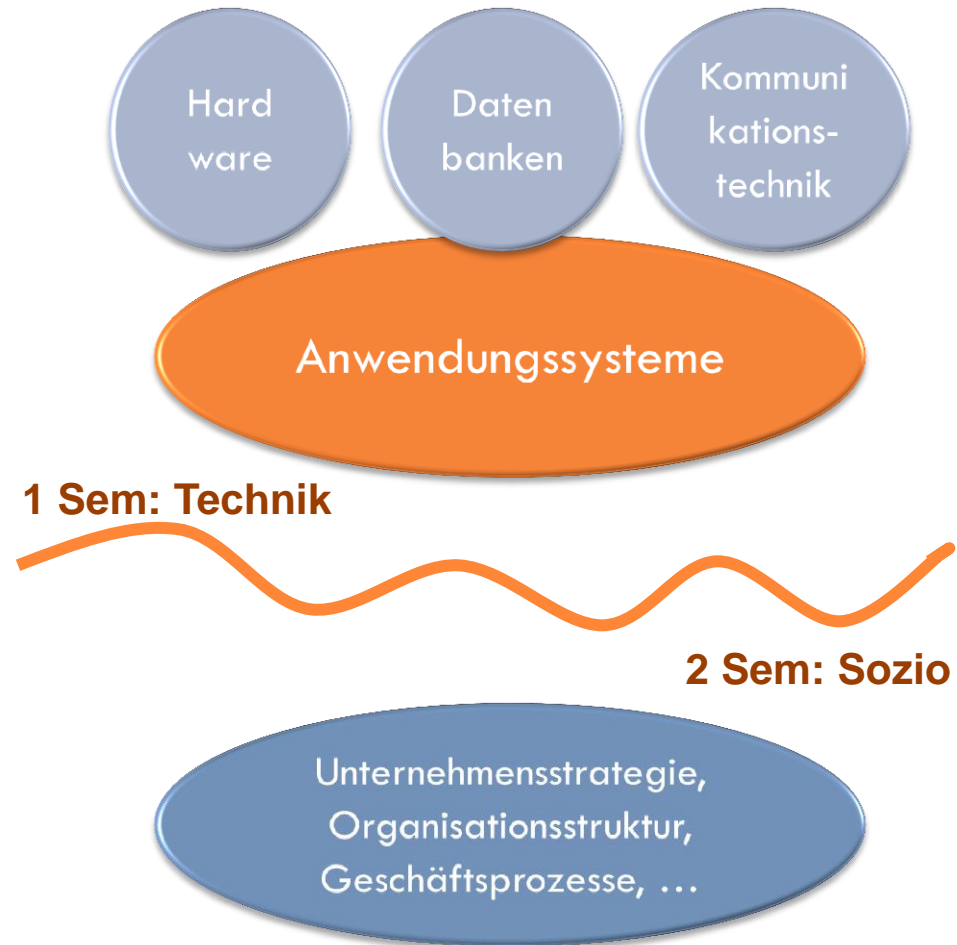 Hard
ware
Daten
banken
Kommuni
kations-
technik
Anwendungssysteme
1 Sem: Technik
2 Sem: Sozio
Unternehmensstrategie,
Organisationsstruktur,
Geschäftsprozesse, …